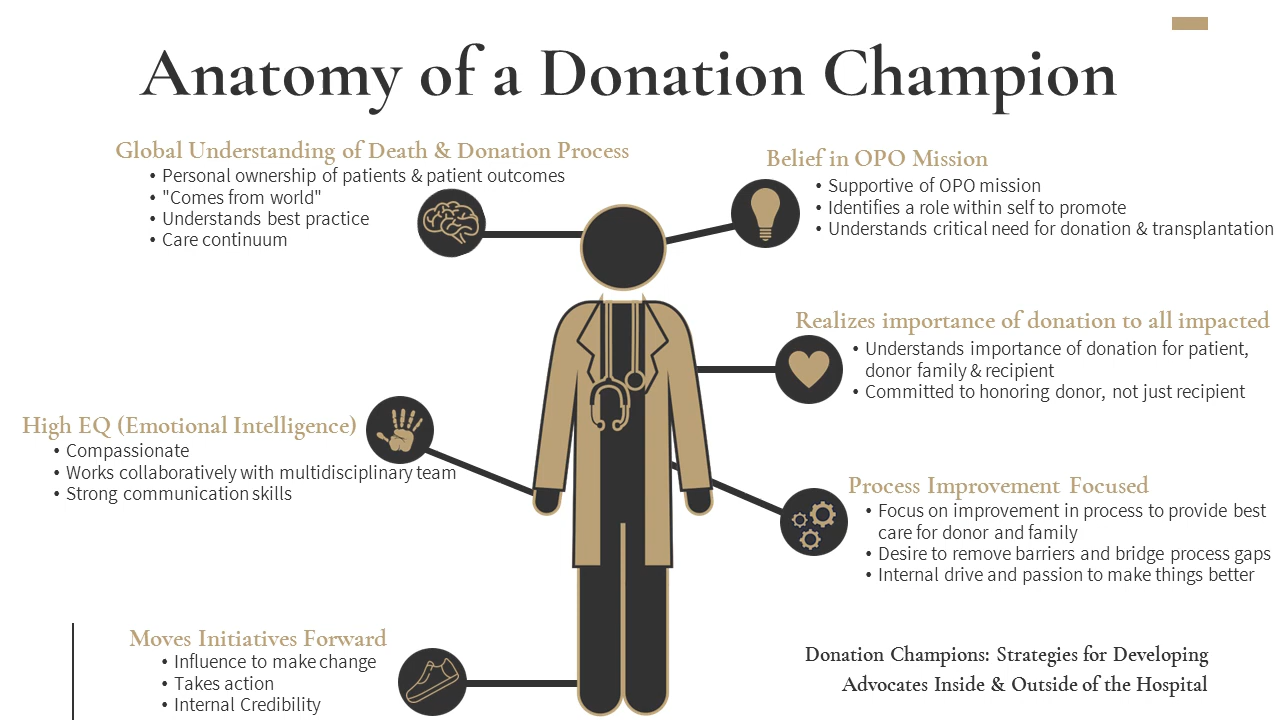 Anatomy of a Donation Champion
Global Understanding of Death & Donation Process
• Personal ownership of patients & patient outcomes
• "Comes from world"
• Understands best practice
• Care continuum
Belief in OPO Mission
• Supportive of OPO mission
• Identifies a role within self to promote
• Understands critical need for donation & transplantation
Realizes importance of donation to all impacted
• Understands importance of donation for patient,
donor family & recipient
• Committed to honoring donor, not just recipient
High EQ (Emotional Intelligence)
• Compassionate
• Works collaboratively with multidisciplinary team
• Strong communication skills
Process Improvement Focused
• Focus on improvement in process to provide best
care for donor and family
• Desire to remove barriers and bridge process gaps
• Internal drive and passion to make things better
Moves Initiatives Forward
• Influence to make change
• Takes action
• Internal Credibility
Donation Champions: Strategies for Developing
Advocates Inside & Outside of the Hospital